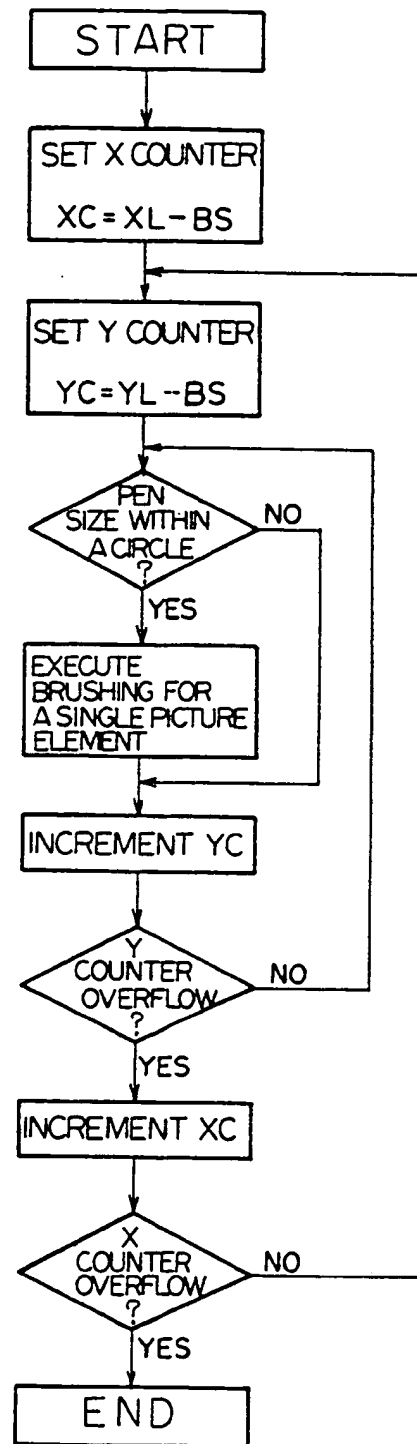 START
SET X COUNTER
XC=XL-BS
SET Y COUNTER
YC=YL-BS
PEN
SIZE WITHIN
A CIRCLE
?
NO
YES
EXECUTE
BRUSHING FOR
A SINGLE PICTURE
ELEMENT
INCREMENT YC
Y
COUNTER
OVERFLOW
?
NO
YES
INCREMENT XC
X
COUNTER
OVERFLOW
?
NO
YES
END